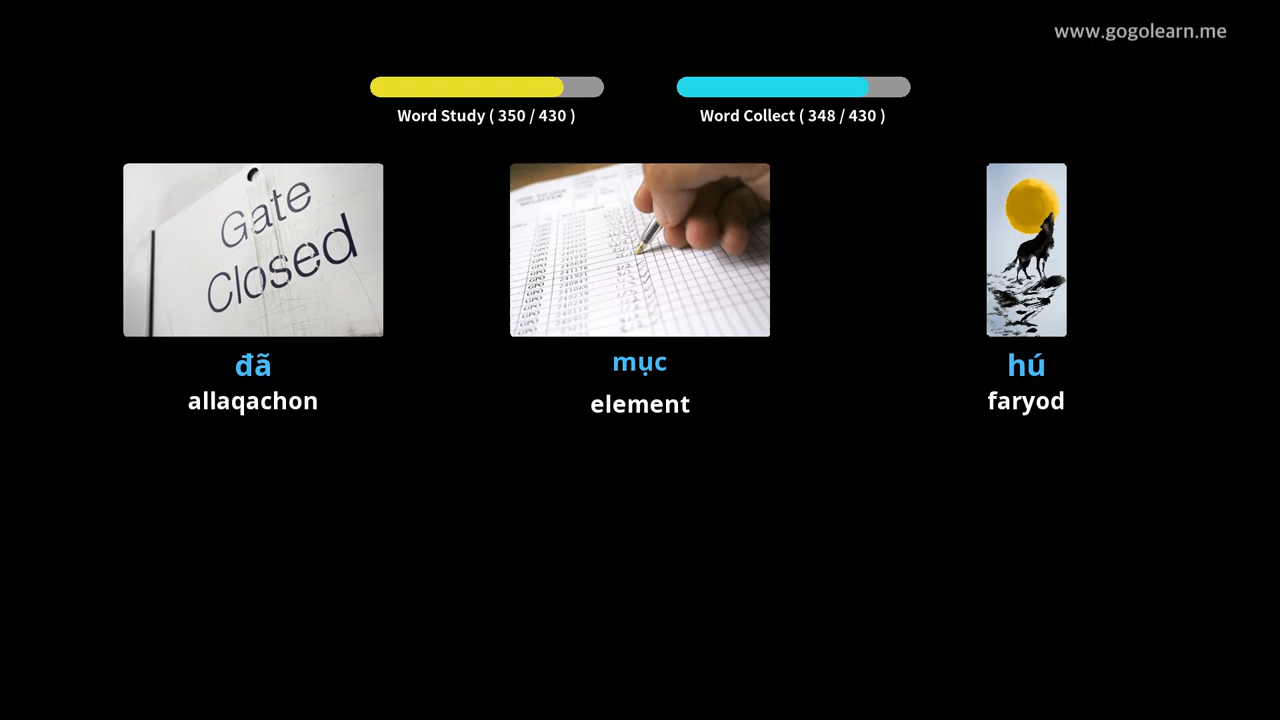 www.gogolearn.me
Word Study ( 350 / 430 )
Word Collect ( 348 / 430 )
Gate
Closed
đã
allaqachon
mục
element
hú
faryod